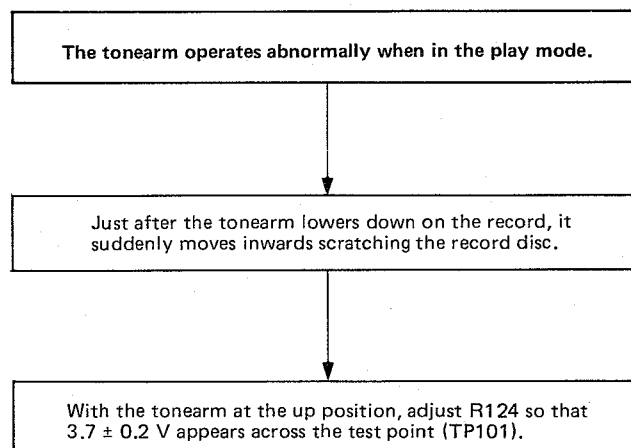 The tonearm operates abnormally when in the play mode.
Just after the tonearm lowers down on the record, it
suddenly moves inwards scratching the record disc.
With the tonearm at the up position, adjust R124 so that
3.7 ± 0.2 V appears across the test point (TP101).